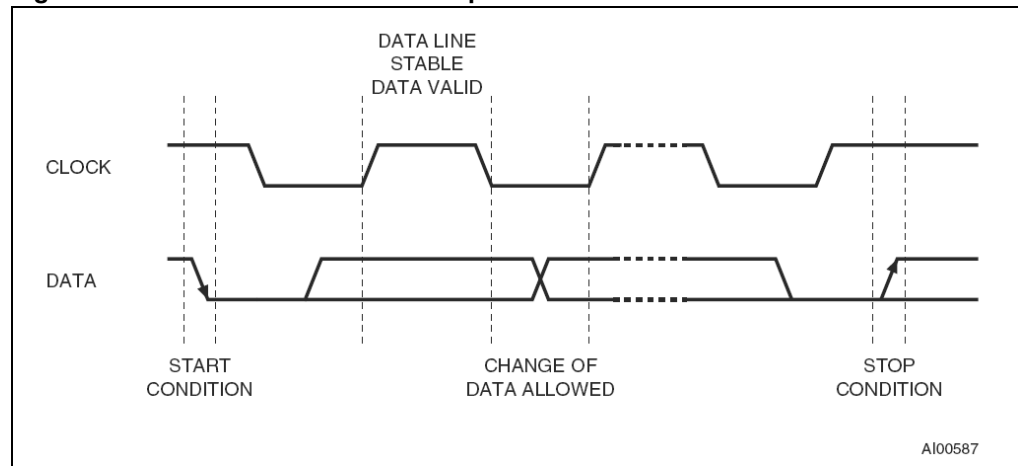 DATA LINE
STABLE
DATA VALID
CLOCK
DATA
START
CONDITION
CHANGE OF
DATA ALLOWED
STOP
CONDITION
AI00587